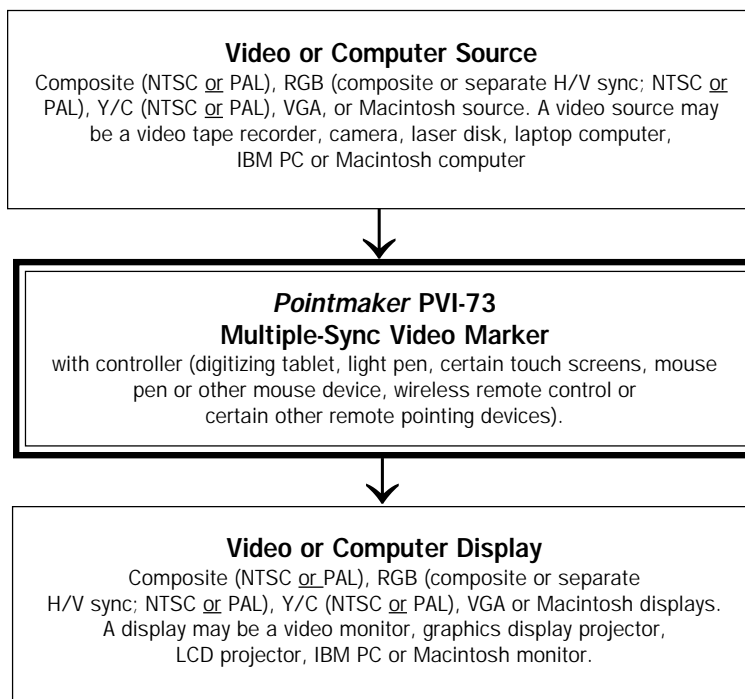 Video or Computer Source
Composite (NTSC or PAL), RGB (composite or separate H/V sync; NTSC or
PAL), Y/C (NTSC or PAL), VGA, or Macintosh source. A video source may
be a video tape recorder, camera, laser disk, laptop computer,
IBM PC or Macintosh computer
Pointmaker PVI-73
Multiple-Sync Video Marker
with controller (digitizing tablet, light pen, certain touch screens, mouse
pen or other mouse device, wireless remote control or
certain other remote pointing devices).
Video or Computer Display
Composite (NTSC or PAL), RGB (composite or separate
H/V sync; NTSC or PAL), Y/C (NTSC or PAL), VGA or Macintosh displays.
A display may be a video monitor, graphics display projector,
LCD projector, IBM PC or Macintosh monitor.